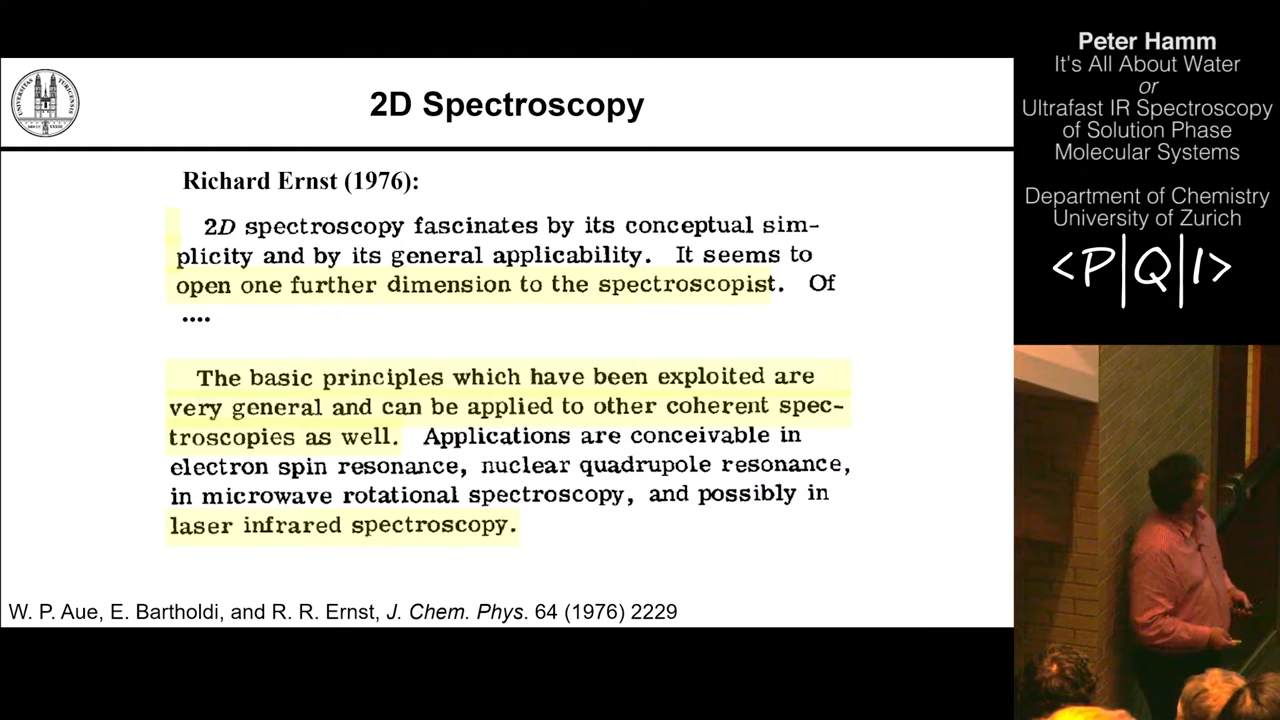 2D Spectroscopy
Richard Ernst (1976):
2D spectroscopy fascinates by its conceptual sim-
plicity and by its general applicability. It seems to
open one further dimension to the spectroscopist. Of
....
The basic principles which have been exploited are
very general and can be applied to other coherent spec-
troscopies as well. Applications are conceivable in
electron spin resonance, nuclear quadrupole resonance,
in microwave rotational spectroscopy, and possibly in
laser infrared spectroscopy.
W. P. Aue, E. Bartholdi, and R. R. Ernst, J. Chem. Phys. 64 (1976) 2229
Peter Hamm
It's All About Water
or
Ultrafast IR Spectroscopy
of Solution Phase
Molecular Systems
Department of Chemistry
University of Zurich
<P|Q|I>